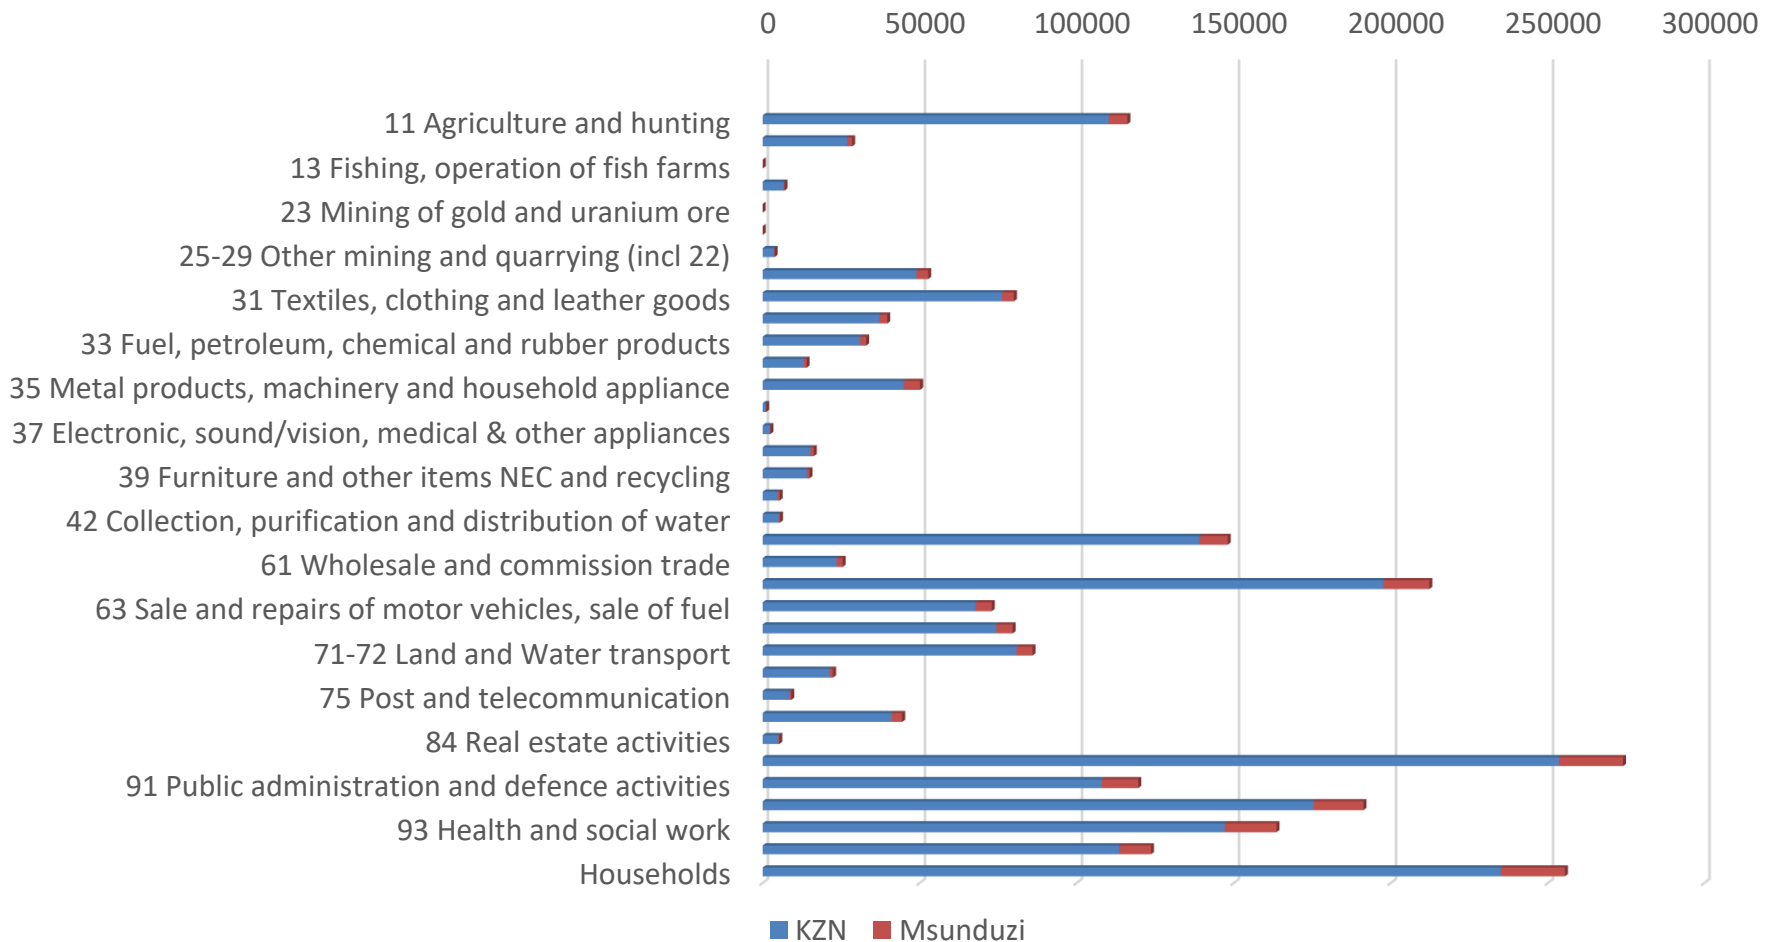 0 50000 100000 150000 200000 250000 300000
11 Agriculture and hunting
13 Fishing, operation of fish farms
23 Mining of gold and uranium ore
25-29 Other mining and quarrying (incl 22)
31 Textiles, clothing and leather goods
33 Fuel, petroleum, chemical and rubber products
35 Metal products, machinery and household appliance
37 Electronic, sound/vision, medical & other appliances
39 Furniture and other items NEC and recycling
42 Collection, purification and distribution of water
61 Wholesale and commission trade
63 Sale and repairs of motor vehicles, sale of fuel
71-72 Land and Water transport
75 Post and telecommunication
84 Real estate activities
91 Public administration and defence activities
93 Health and social work
Households
KZN Msunduzi